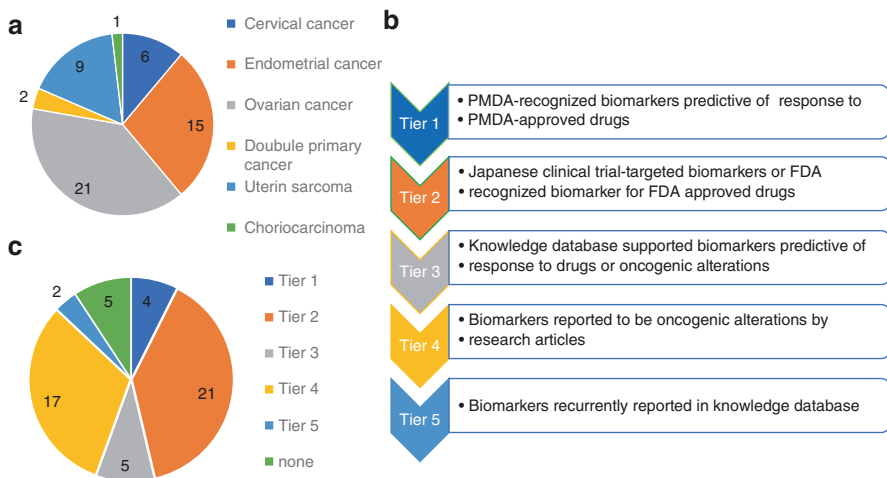 a
1
6
9
2
15
21
Cervical cancer
Endometrial cancer
Ovarian cancer
Doubule primary
cancer
Uterin sarcoma
Choriocarcinoma
b
Tier 1
• PMDA-recognized biomarkers predictive of response to
• PMDA-approved drugs
Tier 2
• Japanese clinical trial-targeted biomarkers or FDA
• recognized biomarker for FDA approved drugs
Tier 3
• Knowledge database supported biomarkers predictive of
• response to drugs or oncogenic alterations
Tier 4
• Biomarkers reported to be oncogenic alterations by
• research articles
Tier 5
• Biomarkers recurrently reported in knowledge database
c
2
5
4
17
21
5
Tier 1
Tier 2
Tier 3
Tier 4
Tier 5
none